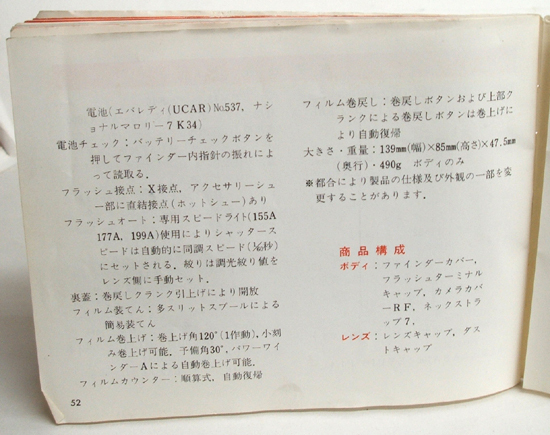 電池(エバレディ(UCAR)No.537, ナショ
ョナルマロリー7K34)
電池チェック:バッテリーチェックボタンを
押してファインダー内指針の振れによ
って読取る.
フラッシュ接点:X接点, アクセサリーシュ
ー部に直結接点(ホットシュー)あり
フラッシュオート:専用スピードライト(155A
177A, 199A)使用によりシャッタース
ピードは自動的に同調スピード(1/60秒)
にセットされる. 絞りは調光絞り値を
レンズ側に手動セット.
裏蓋:巻戻しクランク引上げにより開放
フィルム装てん:多スリットスプールによる
簡易装てん
フィルム巻上げ:巻上げ角120°(1作動), 小刻
み巻上げ可能. 予備角30°, パワーワイ
ンダーAによる自動巻上げ可能.
フィルムカウンター:順算式, 自動復帰
52
フィルム巻戻し:巻戻しボタンおよび上部ク
ランクによる巻戻しボタンは巻上げに
より自動復帰
大きさ・重量:139mm(幅)×85mm(高さ)×47.5mm
(奥行)・490g ボディのみ
※都合により製品の仕様及び外観の一部を変
更することがあります.
商品構成
ボディ:ファインダーカバー,
フラッシュターミナル
キャップ, カメラカバ
ーRF, ネックストラ
ップ7,
レンズ:レンズキャップ, ダス
トキャップ